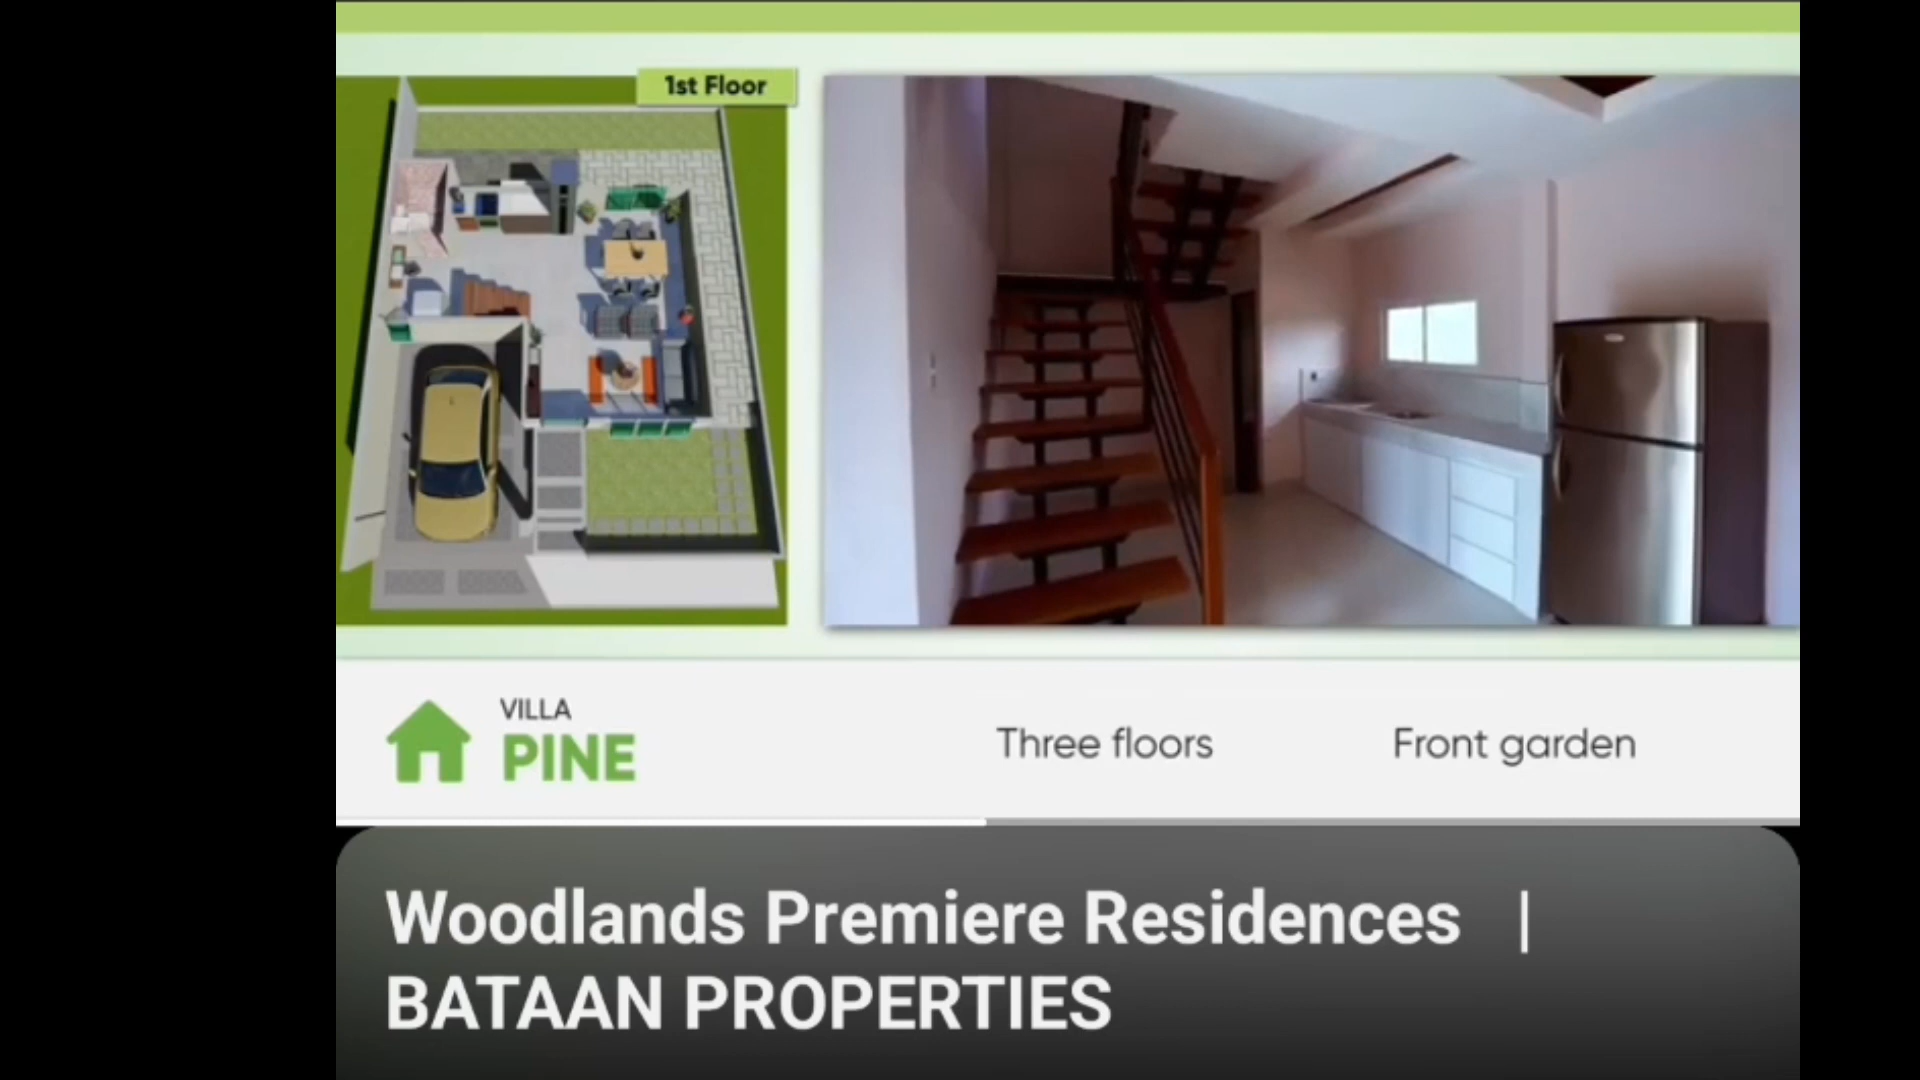 1st Floor
VILLA
PINE
Three floors
Front garden
Woodlands Premiere Residences |
BATAAN PROPERTIES